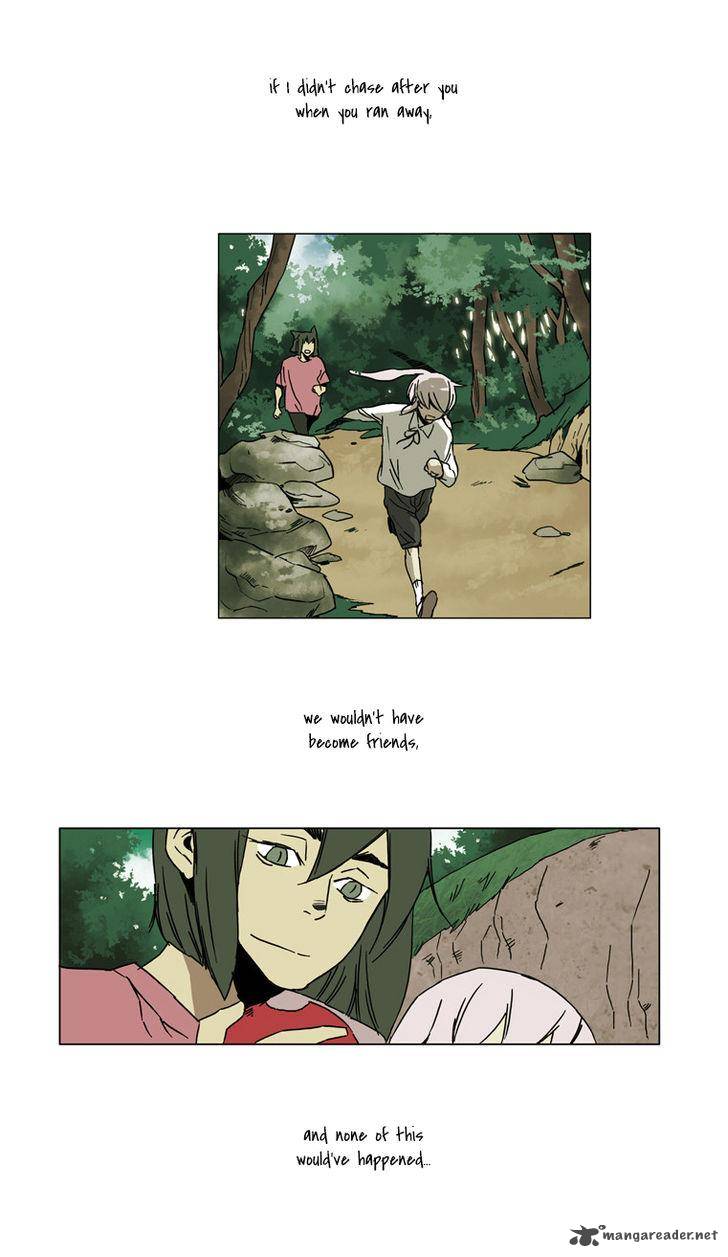 if I didn't chase after you
when you ran away,
we wouldn't have
become friends,
and none of this
would've happened...
mangareader.net